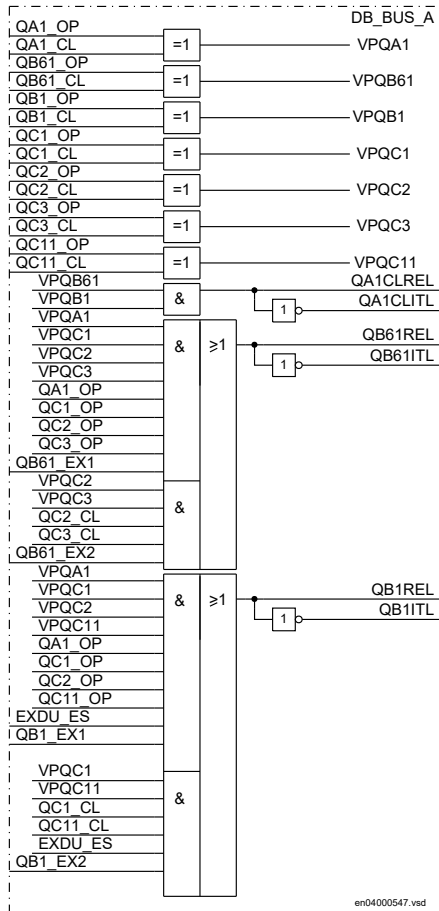 DB_BUS_A
QA1_OP
QA1_CL =1 VPQA1
QB61_OP
QB61_CL =1 VPQB61
QB1_OP
QB1_CL =1 VPQB1
QC1_OP
QC1_CL =1 VPQC1
QC2_OP
QC2_CL =1 VPQC2
QC3_OP
QC3_CL =1 VPQC3
QC11_OP
QC11_CL =1 VPQC11
VPQB61 QA1CLREL
VPQB1 & 1 QA1CLITL
VPQA1
VPQC1 & ≥1 QB61REL
VPQC2 1 QB61ITL
VPQC3
QA1_OP
QC1_OP
QC2_OP
QC3_OP
QB61_EX1
VPQC2
VPQC3 &
QC2_CL
QC3_CL
QB61_EX2
VPQA1
VPQC1 & ≥1 QB1REL
VPQC2 1 QB1ITL
VPQC11
QA1_OP
QC1_OP
QC2_OP
QC11_OP
EXDU_ES
QB1_EX1
VPQC1
VPQC11 &
QC1_CL
QC11_CL
EXDU_ES
QB1_EX2
en04000547.vsd